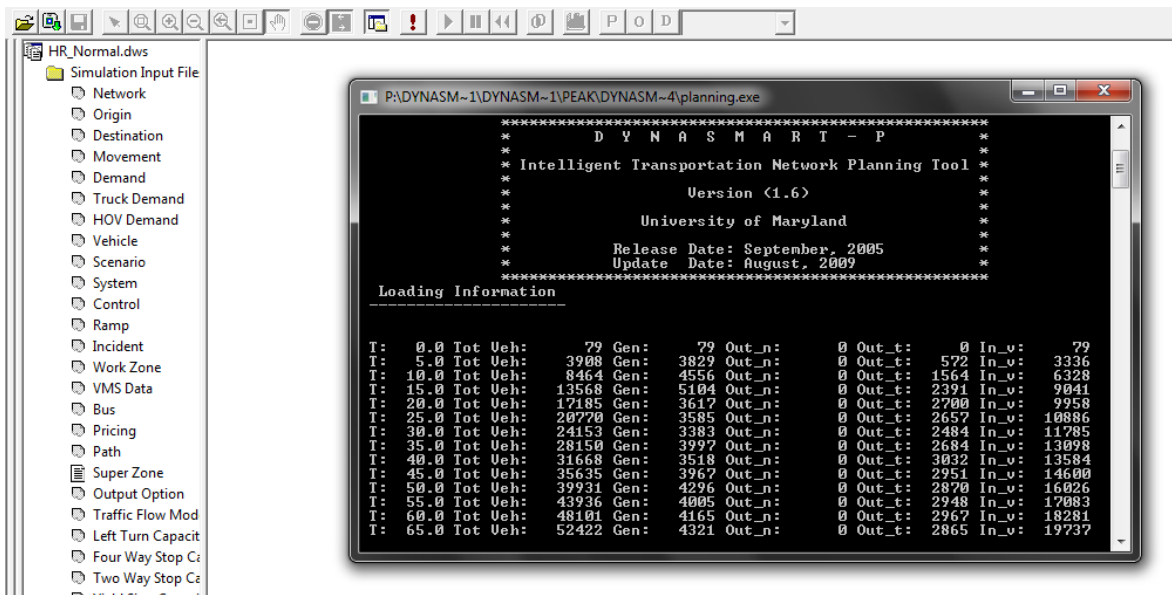 P O D
HR_Normal.dws
Simulation Input File
Network
Origin
Destination
Movement
Demand
Truck Demand
HOV Demand
Vehicle
Scenario
System
Control
Ramp
Incident
Work Zone
VMS Data
Bus
Pricing
Path
Super Zone
Output Option
Traffic Flow Mod
Left Turn Capacit
Four Way Stop Ca
Two Way Stop Ca
P:\DYNASM~1\DYNASM~1\PEAK\DYNASM~4\planning.exe
*****************************************************
* D Y N A S M A R T - P *
* *
* Intelligent Transportation Network Planning Tool *
* *
* Version (1.6) *
* *
* University of Maryland *
* *
* Release Date: September, 2005 *
* Update Date: August, 2009 *
*****************************************************
Loading Information
----------------------
T: 0.0 Tot Veh: 79 Gen: 79 Out_n: 0 Out_t: 0 In_v: 79
T: 5.0 Tot Veh: 3908 Gen: 3829 Out_n: 0 Out_t: 572 In_v: 3336
T: 10.0 Tot Veh: 8464 Gen: 4556 Out_n: 0 Out_t: 1564 In_v: 6328
T: 15.0 Tot Veh: 13568 Gen: 5104 Out_n: 0 Out_t: 2391 In_v: 9041
T: 20.0 Tot Veh: 17185 Gen: 3617 Out_n: 0 Out_t: 2700 In_v: 9958
T: 25.0 Tot Veh: 20770 Gen: 3585 Out_n: 0 Out_t: 2657 In_v: 10886
T: 30.0 Tot Veh: 24153 Gen: 3383 Out_n: 0 Out_t: 2484 In_v: 11785
T: 35.0 Tot Veh: 28150 Gen: 3997 Out_n: 0 Out_t: 2684 In_v: 13098
T: 40.0 Tot Veh: 31668 Gen: 3518 Out_n: 0 Out_t: 3032 In_v: 13584
T: 45.0 Tot Veh: 35635 Gen: 3967 Out_n: 0 Out_t: 2951 In_v: 14600
T: 50.0 Tot Veh: 39931 Gen: 4296 Out_n: 0 Out_t: 2870 In_v: 16026
T: 55.0 Tot Veh: 43936 Gen: 4005 Out_n: 0 Out_t: 2948 In_v: 17083
T: 60.0 Tot Veh: 48101 Gen: 4165 Out_n: 0 Out_t: 2967 In_v: 18281
T: 65.0 Tot Veh: 52422 Gen: 4321 Out_n: 0 Out_t: 2865 In_v: 19737